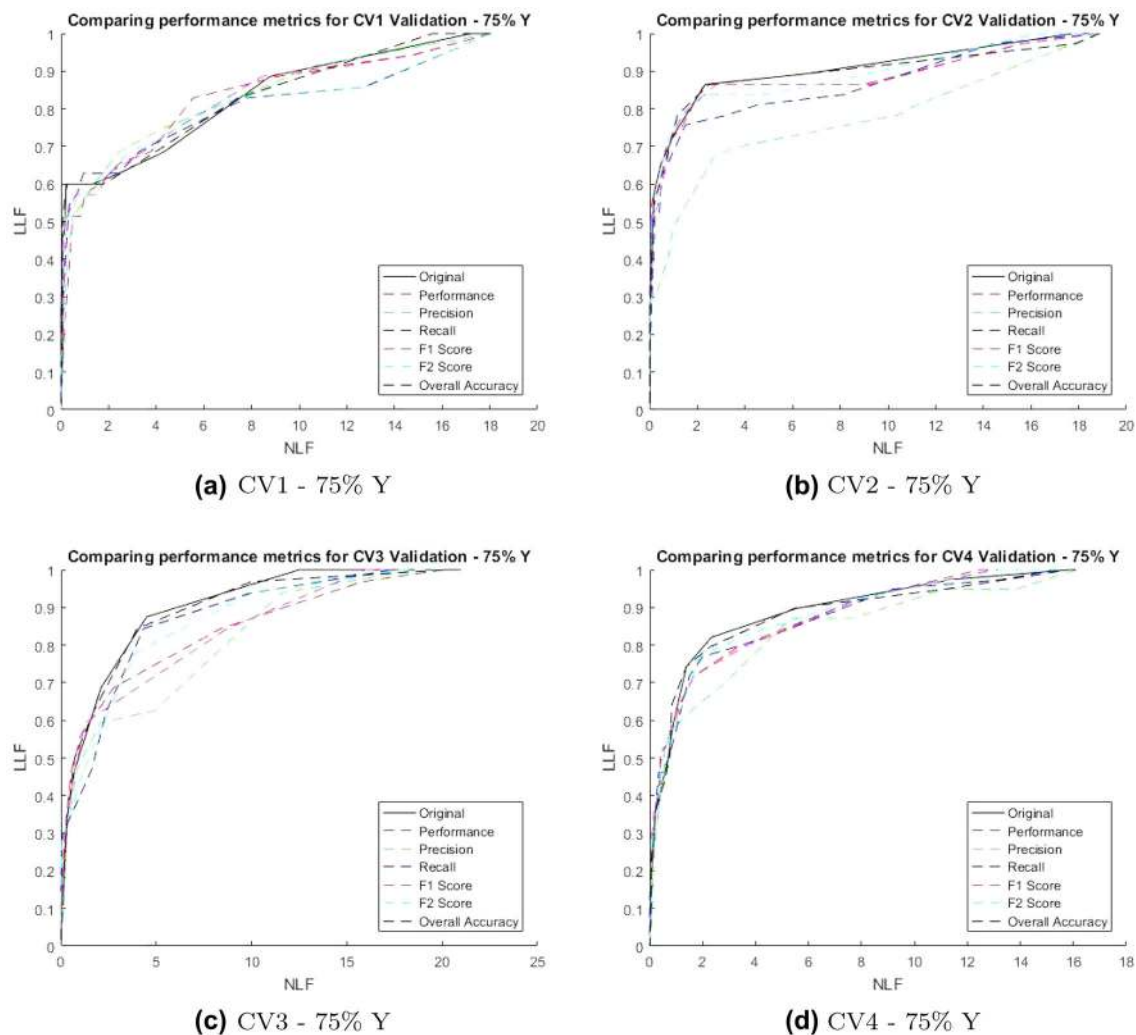 Comparing performance metrics for CV1 Validation - 75% Y
1
0.9
0.8
0.7
0.6
0.5
0.4
0.3
0.2
0.1
0
LLF
Original
Performance
Precision
Recall
F1 Score
F2 Score
Overall Accuracy
0 2 4 6 8 10 12 14 16 18 20
NLF
(a) CV1 - 75% Y
Comparing performance metrics for CV2 Validation - 75% Y
1
0.9
0.8
0.7
0.6
0.5
0.4
0.3
0.2
0.1
0
LLF
Original
Performance
Precision
Recall
F1 Score
F2 Score
Overall Accuracy
0 2 4 6 8 10 12 14 16 18 20
NLF
(b) CV2 - 75% Y
Comparing performance metrics for CV3 Validation - 75% Y
1
0.9
0.8
0.7
0.6
0.5
0.4
0.3
0.2
0.1
0
LLF
Original
Performance
Precision
Recall
F1 Score
F2 Score
Overall Accuracy
0 5 10 15 20 25
NLF
(c) CV3 - 75% Y
Comparing performance metrics for CV4 Validation - 75% Y
1
0.9
0.8
0.7
0.6
0.5
0.4
0.3
0.2
0.1
0
LLF
Original
Performance
Precision
Recall
F1 Score
F2 Score
Overall Accuracy
0 2 4 6 8 10 12 14 16 18
NLF
(d) CV4 - 75% Y